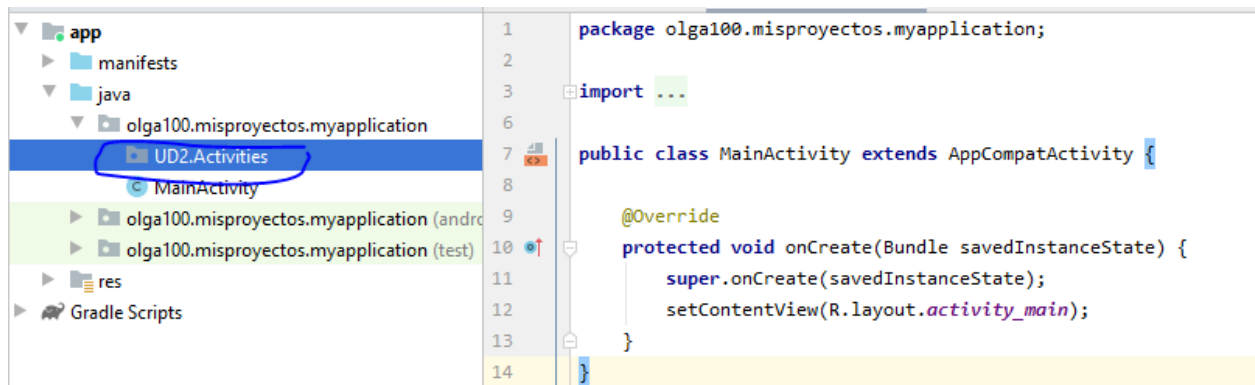 app
manifests
java
olga100.misproyectos.myapplication
UD2.Activities
MainActivity
olga100.misproyectos.myapplication (andro
olga100.misproyectos.myapplication (test)
res
Gradle Scripts
1 package olga100.misproyectos.myapplication;
2
3 import ...
6
7 public class MainActivity extends AppCompatActivity {
8
9 @Override
10 protected void onCreate(Bundle savedInstanceState) {
11 super.onCreate(savedInstanceState);
12 setContentView(R.layout.activity_main);
13 }
14 }